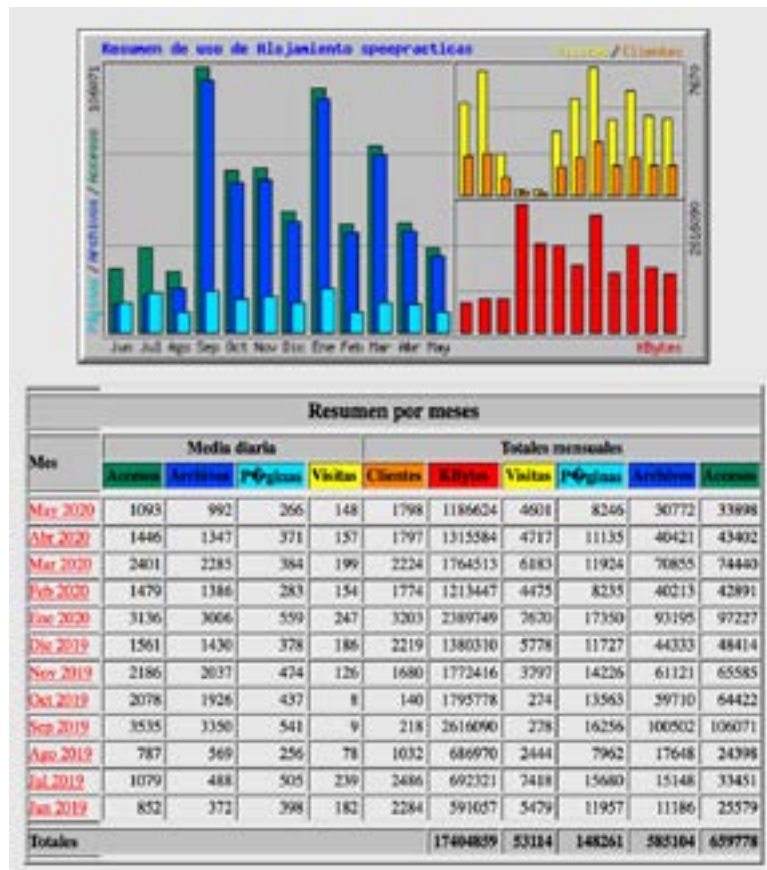 Resumen de uso de Alojamiento speepracticas
Visitas / Clientes
106071
7670
Páginas / Archivos / Accesos
2616090
Jun Jul Ago Sep Oct Nov Dic Ene Feb Mar Abr May
KBytes
Resumen por meses
Mes
Media diaria
Totales mensuales
Accesos Archivos P�ginas Visitas Clientes KBytes Visitas P�ginas Archivos Accesos
May 2020 1093 992 266 148 1798 1186624 4601 8246 30772 33898
Abr 2020 1446 1347 371 157 1797 1315584 4717 11135 40421 43402
Mar 2020 2401 2285 384 199 2224 1764513 6183 11924 70855 74440
Feb 2020 1479 1386 283 154 1774 1213447 4475 8235 40213 42891
Ene 2020 3136 3006 559 247 3203 2389749 7670 17350 93195 97227
Dic 2019 1561 1430 378 186 2219 1380310 5778 11727 44333 48414
Nov 2019 2186 2037 474 126 1680 1772416 3797 14226 61121 65585
Oct 2019 2078 1926 437 8 140 1795778 274 13563 59710 64422
Sep 2019 3535 3350 541 9 218 2616090 278 16256 100502 106071
Ago 2019 787 569 256 78 1032 686970 2444 7962 17648 24398
Jul 2019 1079 488 505 239 2486 692321 7418 15680 15148 33451
Jun 2019 852 372 398 182 2284 591057 5479 11957 11186 25579
Totales 17404859 53114 148261 585104 659778